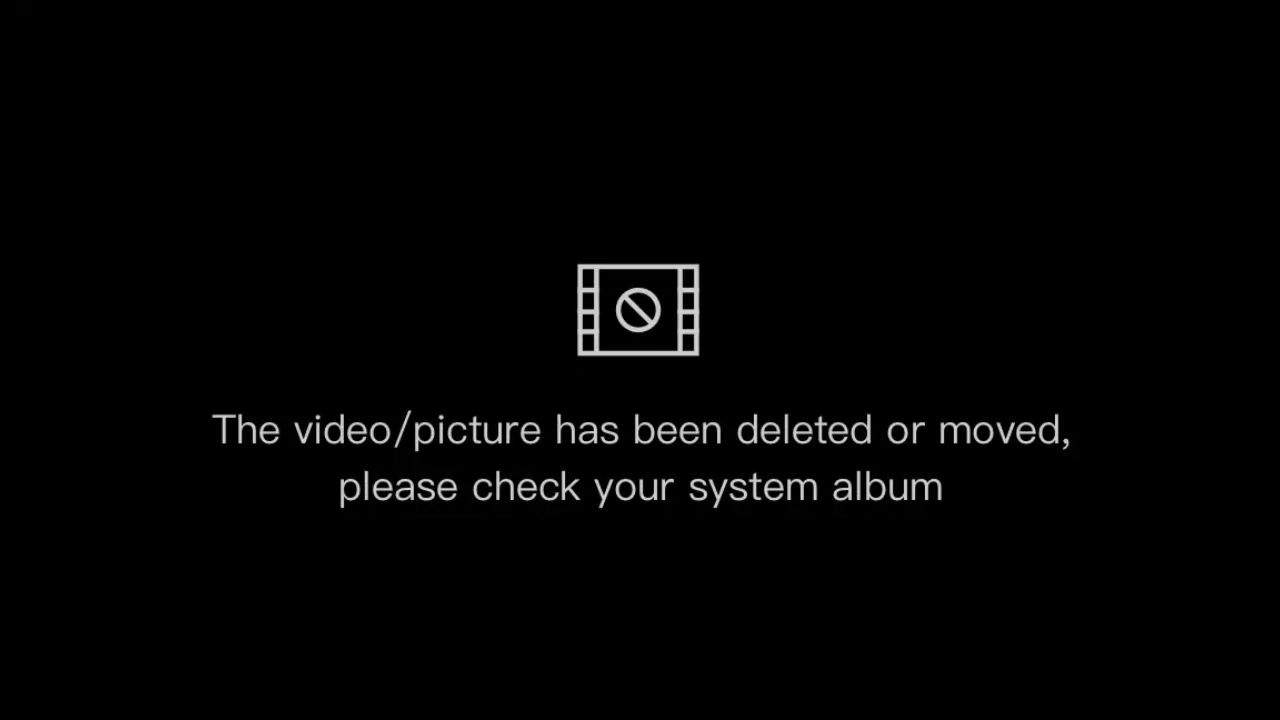 The video/picture has been deleted or moved,
please check your system album